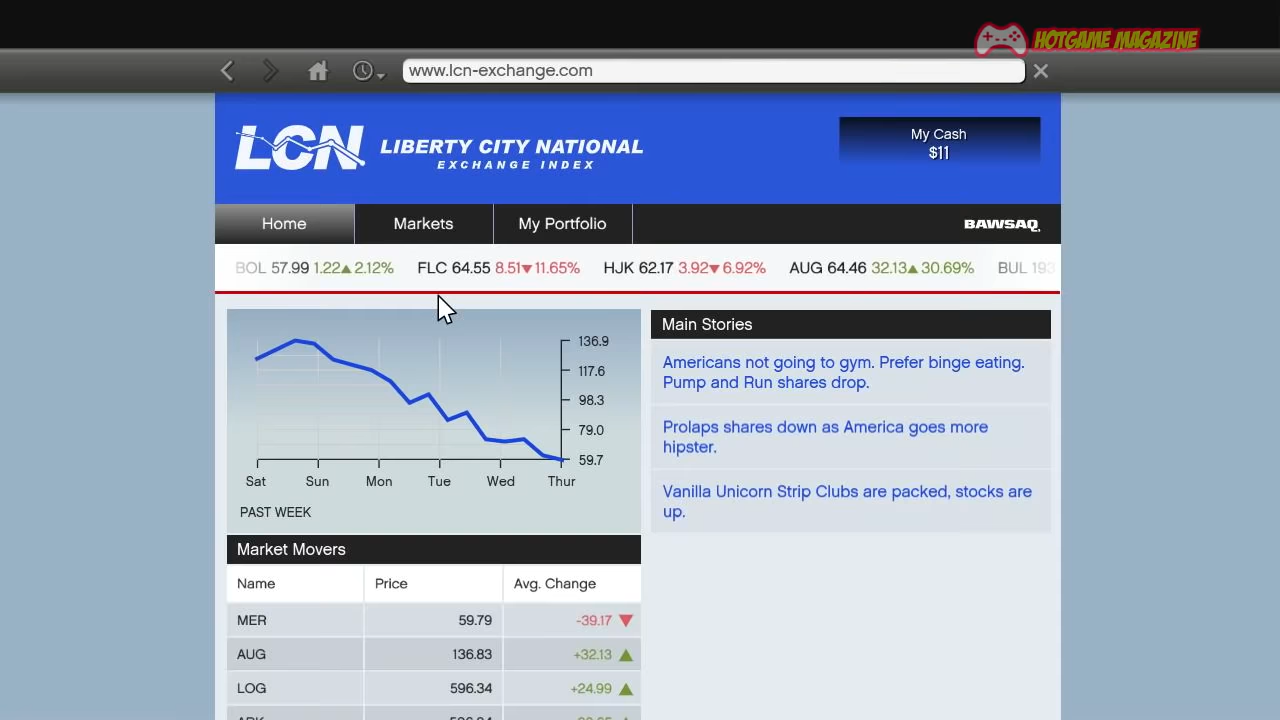 HOTGAME MAGAZINE
www.lcn-exchange.com
LCN LIBERTY CITY NATIONAL
EXCHANGE INDEX
My Cash
$11
Home Markets My Portfolio BAWSAQ
BOL 57.99 1.22▲2.12% FLC 64.55 8.51▼11.65% HJK 62.17 3.92▼6.92% AUG 64.46 32.13▲30.69% BUL 193
136.9
117.6
98.3
79.0
59.7
Sat Sun Mon Tue Wed Thur
PAST WEEK
Main Stories
Americans not going to gym. Prefer binge eating.
Pump and Run shares drop.
Prolaps shares down as America goes more
hipster.
Vanilla Unicorn Strip Clubs are packed, stocks are
up.
Market Movers
Name Price Avg. Change
MER 59.79 -39.17 ▼
AUG 136.83 +32.13 ▲
LOG 596.34 +24.99 ▲